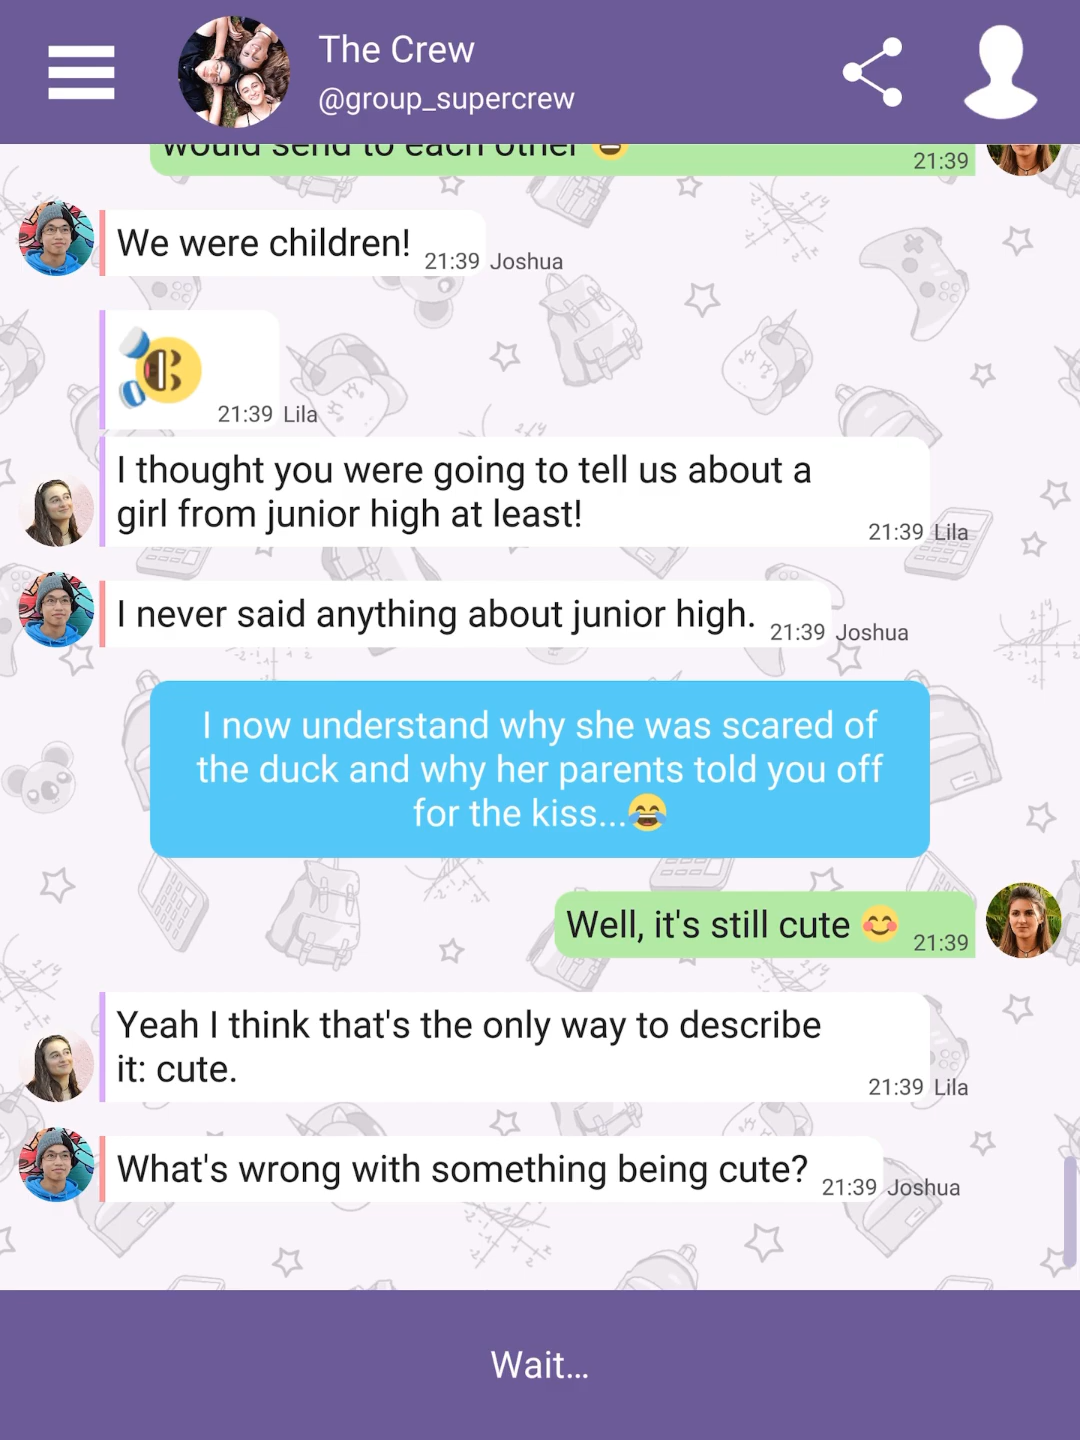 The Crew
@group_supercrew
would send to each other 😄
21:39
We were children!
21:39 Joshua
🤣
21:39 Lila
I thought you were going to tell us about a
girl from junior high at least!
21:39 Lila
I never said anything about junior high.
21:39 Joshua
I now understand why she was scared of
the duck and why her parents told you off
for the kiss...😂
Well, it's still cute 😊
21:39
Yeah I think that's the only way to describe
it: cute.
21:39 Lila
What's wrong with something being cute?
21:39 Joshua
Wait...